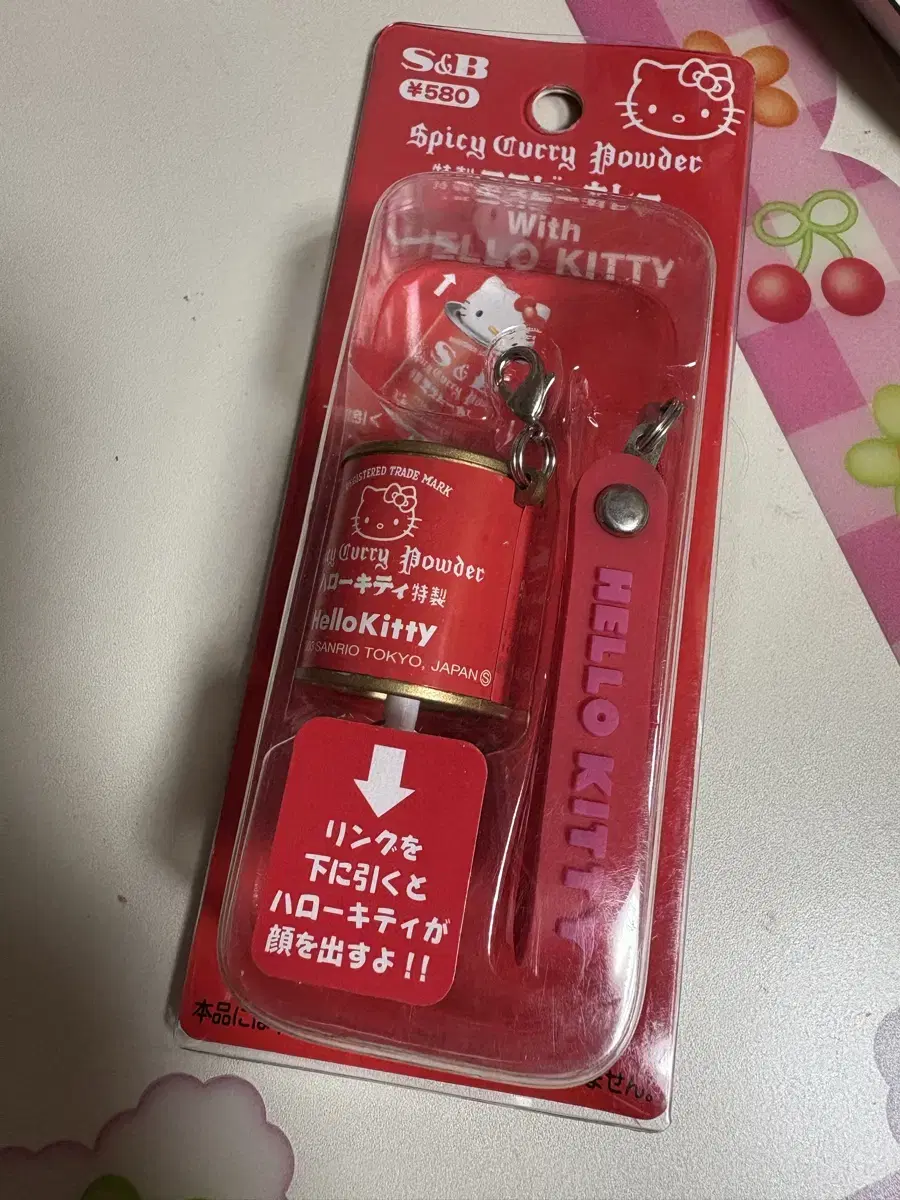 S&B
¥580
Spicy Curry Powder
特製
With
HELLO KITTY
S&
REGISTERED TRADE MARK
Curry Powder
ハローキティ特製
HelloKitty
SANRIO TOKYO, JAPAN Ⓢ
HELLO KITTY
リングを
下に引くと
ハローキティが
顔を出すよ!!
本品には
ません。